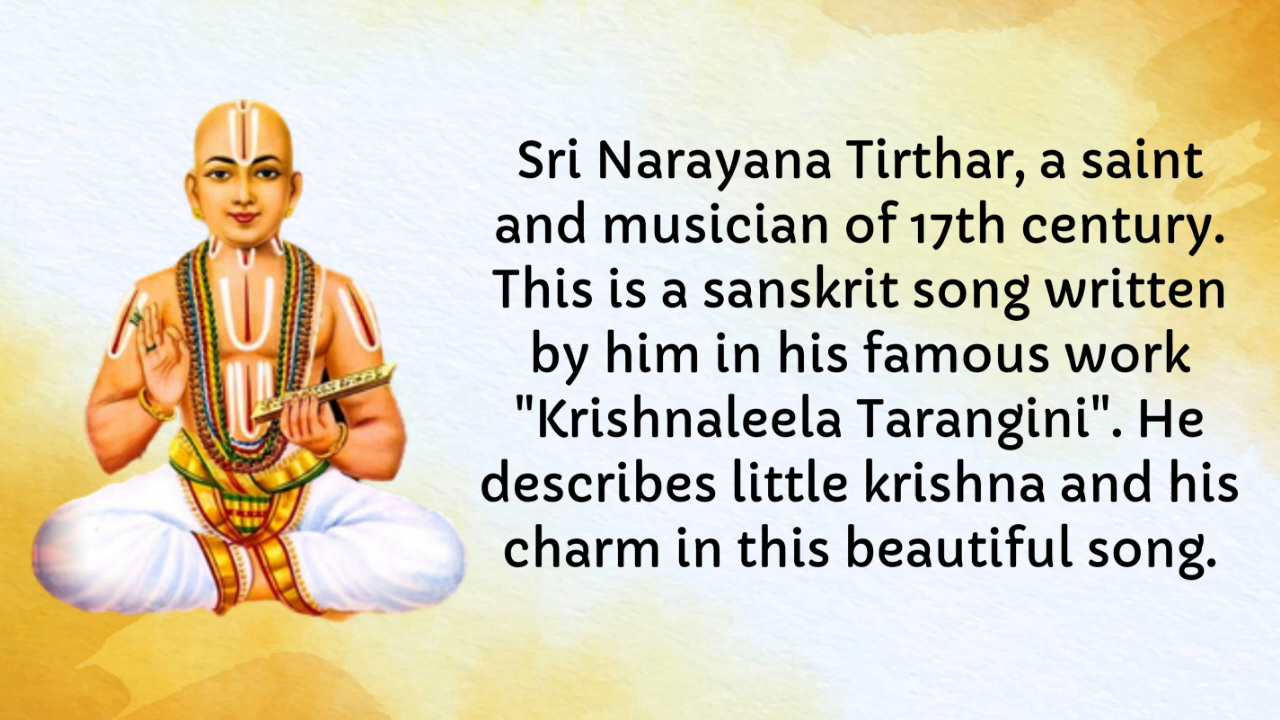 Sri Narayana Tirthar, a saint
and musician of 17th century.
This is a sanskrit song written
by him in his famous work
"Krishnaleela Tarangini". He
describes little krishna and his
charm in this beautiful song.